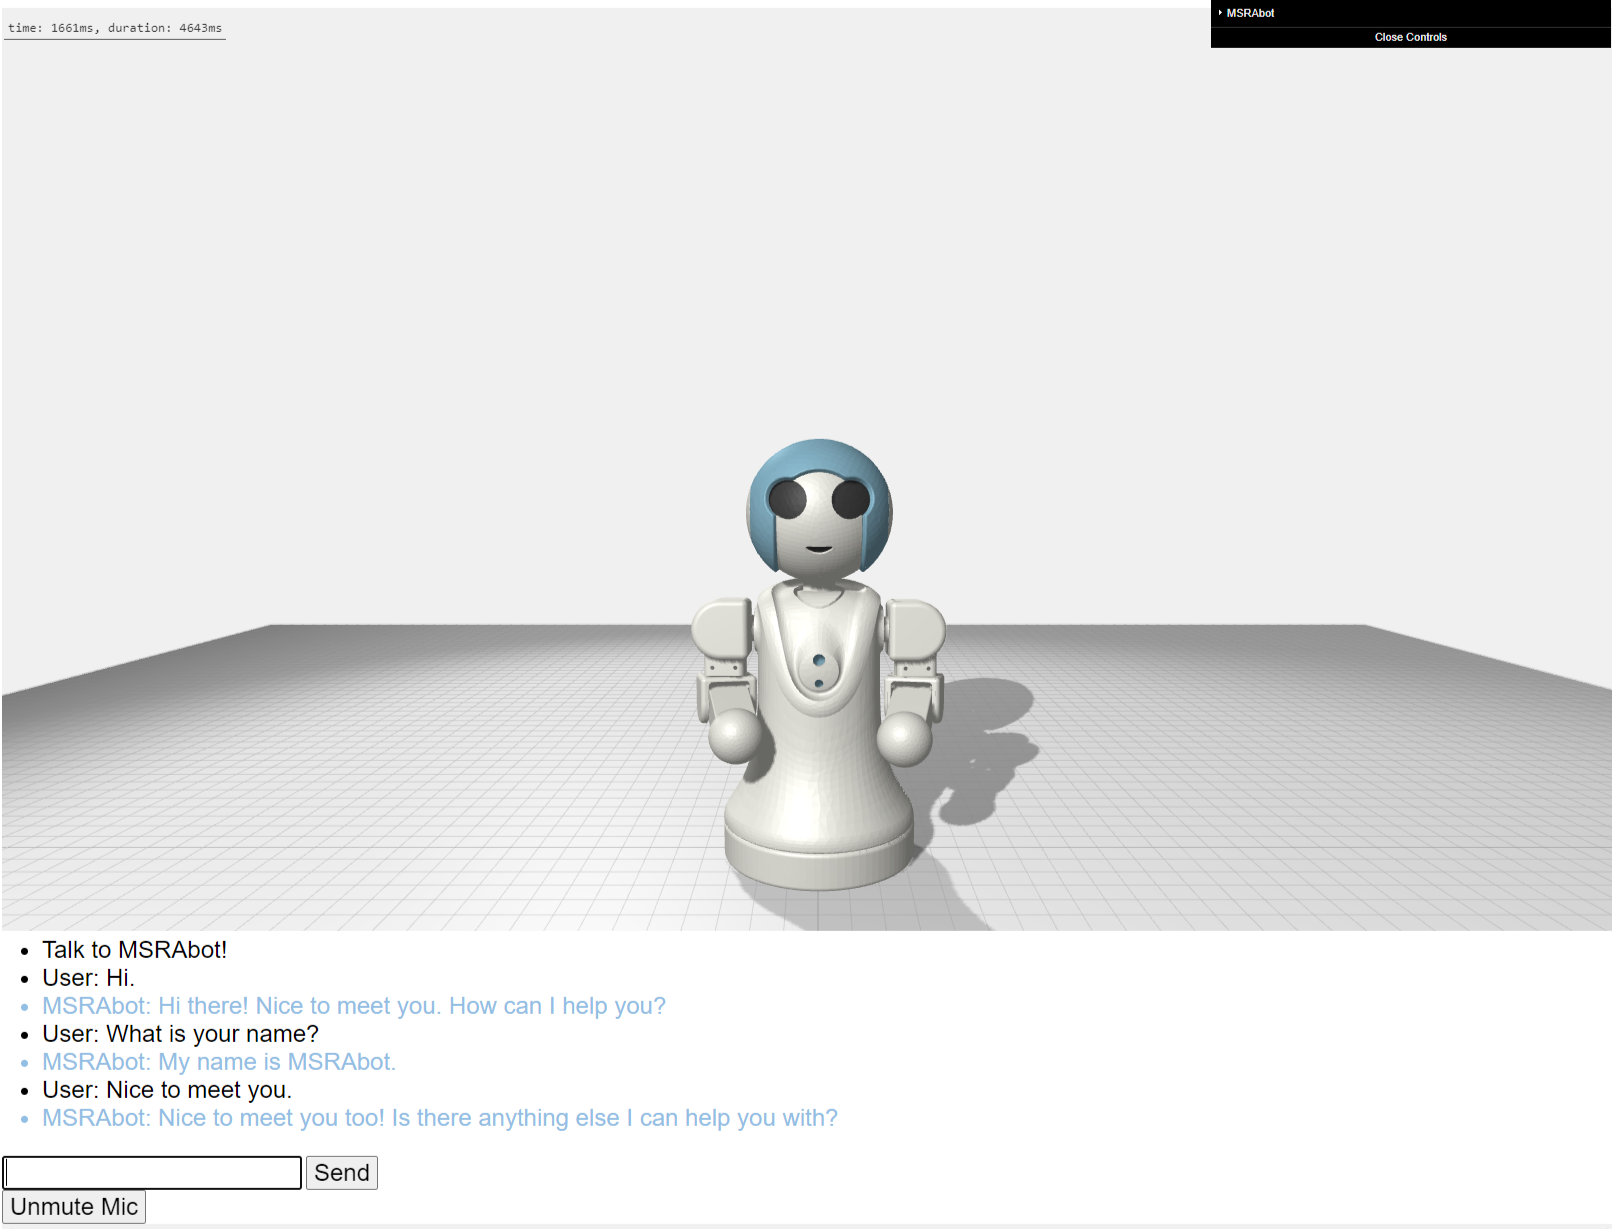 time: 1661ms, duration: 4643ms
MSRAbot
Close Controls
Talk to MSRAbot!
User: Hi.
MSRAbot: Hi there! Nice to meet you. How can I help you?
User: What is your name?
MSRAbot: My name is MSRAbot.
User: Nice to meet you.
MSRAbot: Nice to meet you too! Is there anything else I can help you with?
Send
Unmute Mic